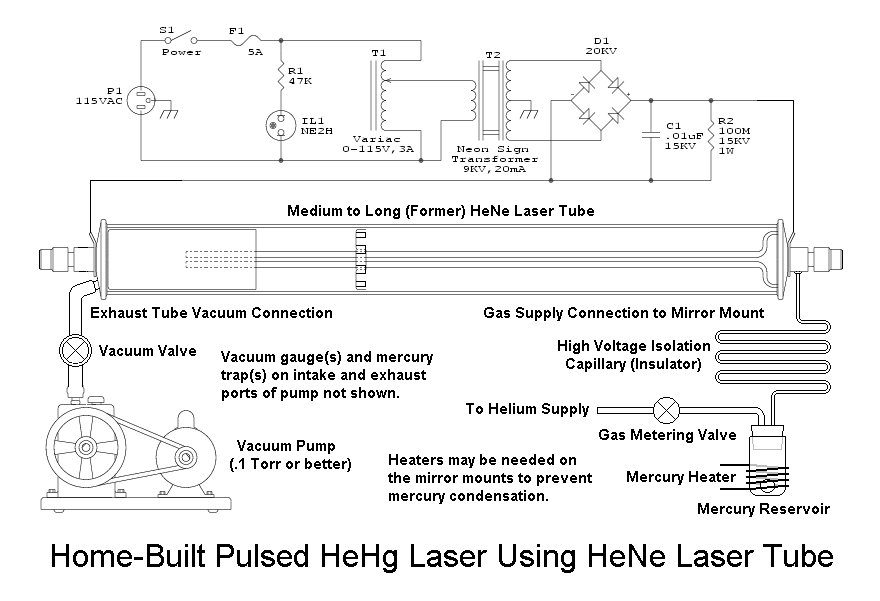 S1
Power
F1
5A
P1
115VAC
R1
47K
IL1
NE2H
T1
Variac
0-115V,3A
T2
Neon Sign
Transformer
9KV,20mA
D1
20KV
-
+
C1
.01uF
15KV
R2
100M
15KV
1W
Medium to Long (Former) HeNe Laser Tube
Exhaust Tube Vacuum Connection
Gas Supply Connection to Mirror Mount
Vacuum Valve
Vacuum gauge(s) and mercury
trap(s) on intake and exhaust
ports of pump not shown.
High Voltage Isolation
Capillary (Insulator)
To Helium Supply
Gas Metering Valve
Vacuum Pump
(.1 Torr or better)
Heaters may be needed on
the mirror mounts to prevent
mercury condensation.
Mercury Heater
Mercury Reservoir
Home-Built Pulsed HeHg Laser Using HeNe Laser Tube